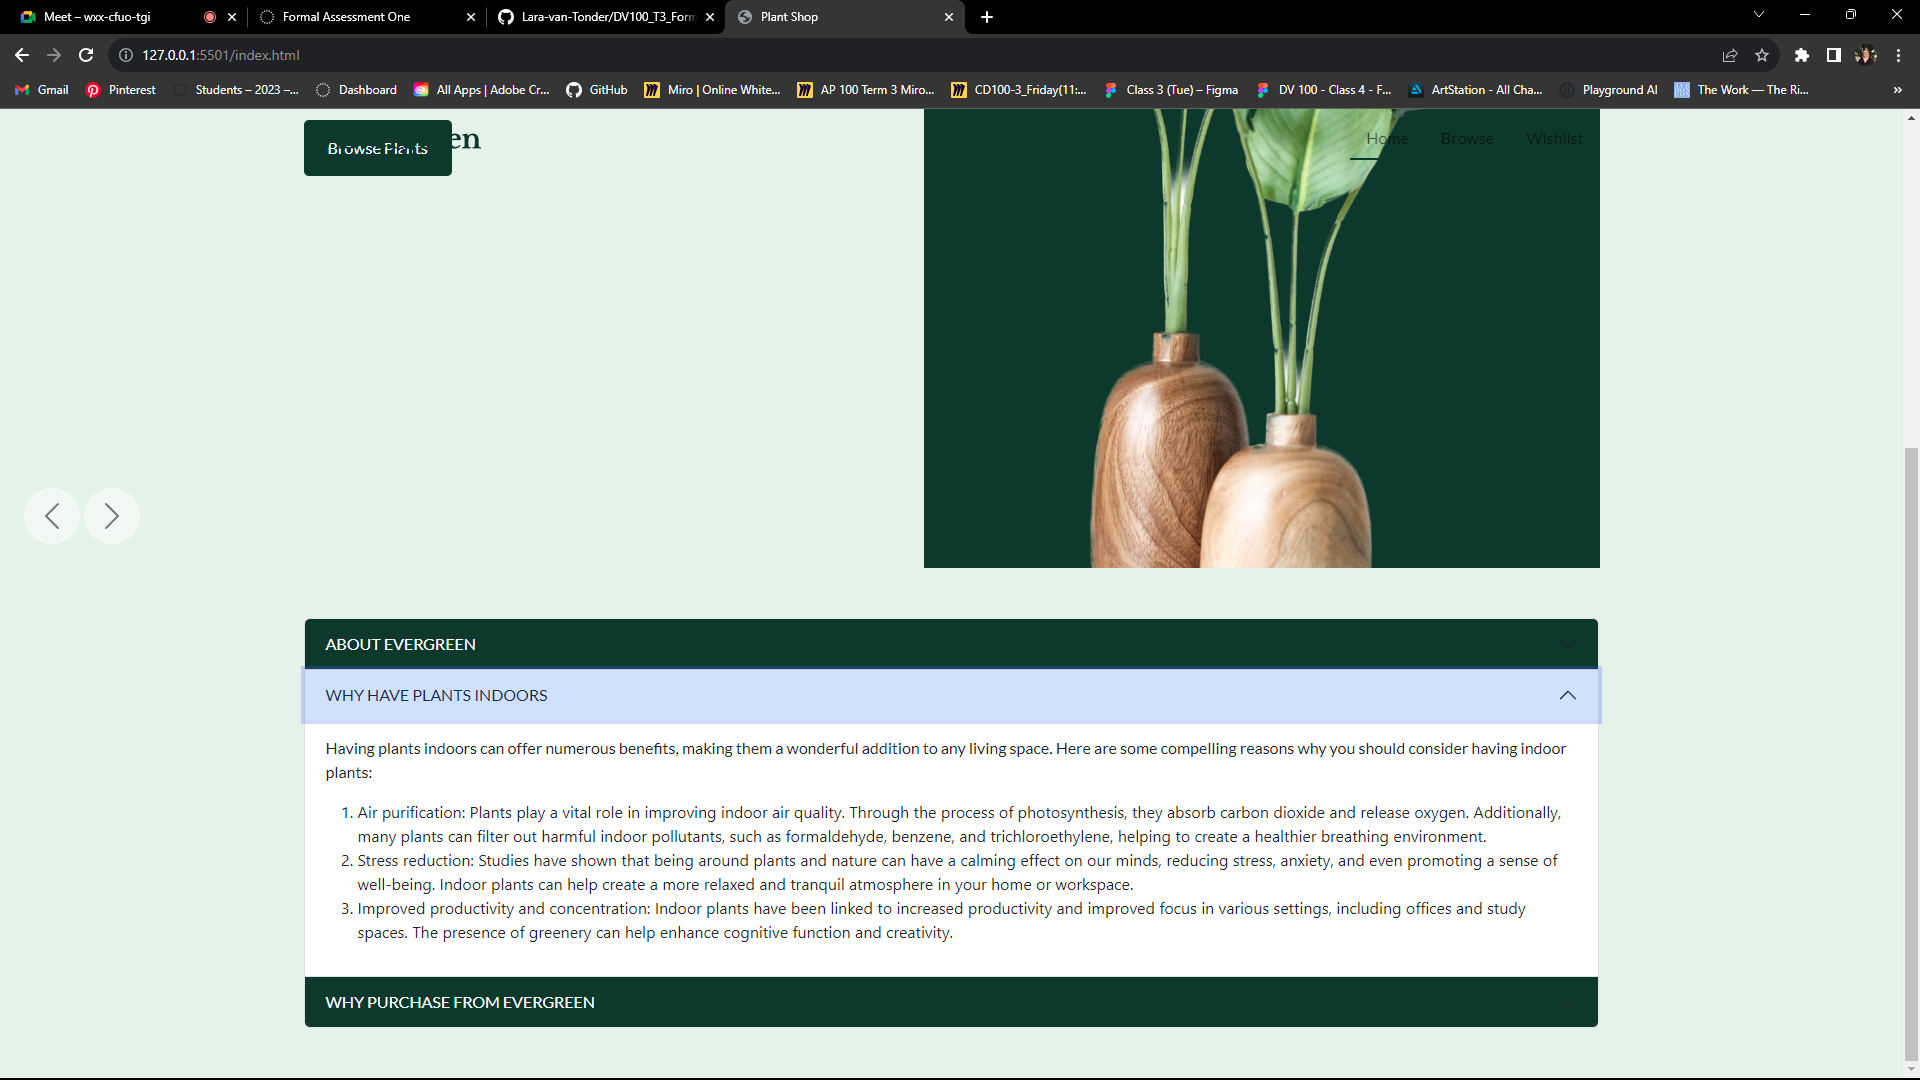 Meet – wxx-cfuo-tgi
Formal Assessment One
Lara-van-Tonder/DV100_T3_Form
Plant Shop
127.0.0.1:5501/index.html
Gmail
Pinterest
Students – 2023 –...
Dashboard
All Apps | Adobe Cr...
GitHub
Miro | Online White...
AP 100 Term 3 Miro...
CD100-3_Friday(11:...
Class 3 (Tue) – Figma
DV 100 - Class 4 - F...
ArtStation - All Cha...
Playground AI
The Work — The Ri...
»
Browse Plants
en
Home
Browse
Wishlist
ABOUT EVERGREEN
WHY HAVE PLANTS INDOORS
Having plants indoors can offer numerous benefits, making them a wonderful addition to any living space. Here are some compelling reasons why you should consider having indoor
plants:
1. Air purification: Plants play a vital role in improving indoor air quality. Through the process of photosynthesis, they absorb carbon dioxide and release oxygen. Additionally,
many plants can filter out harmful indoor pollutants, such as formaldehyde, benzene, and trichloroethylene, helping to create a healthier breathing environment.
2. Stress reduction: Studies have shown that being around plants and nature can have a calming effect on our minds, reducing stress, anxiety, and even promoting a sense of
well-being. Indoor plants can help create a more relaxed and tranquil atmosphere in your home or workspace.
3. Improved productivity and concentration: Indoor plants have been linked to increased productivity and improved focus in various settings, including offices and study
spaces. The presence of greenery can help enhance cognitive function and creativity.
WHY PURCHASE FROM EVERGREEN